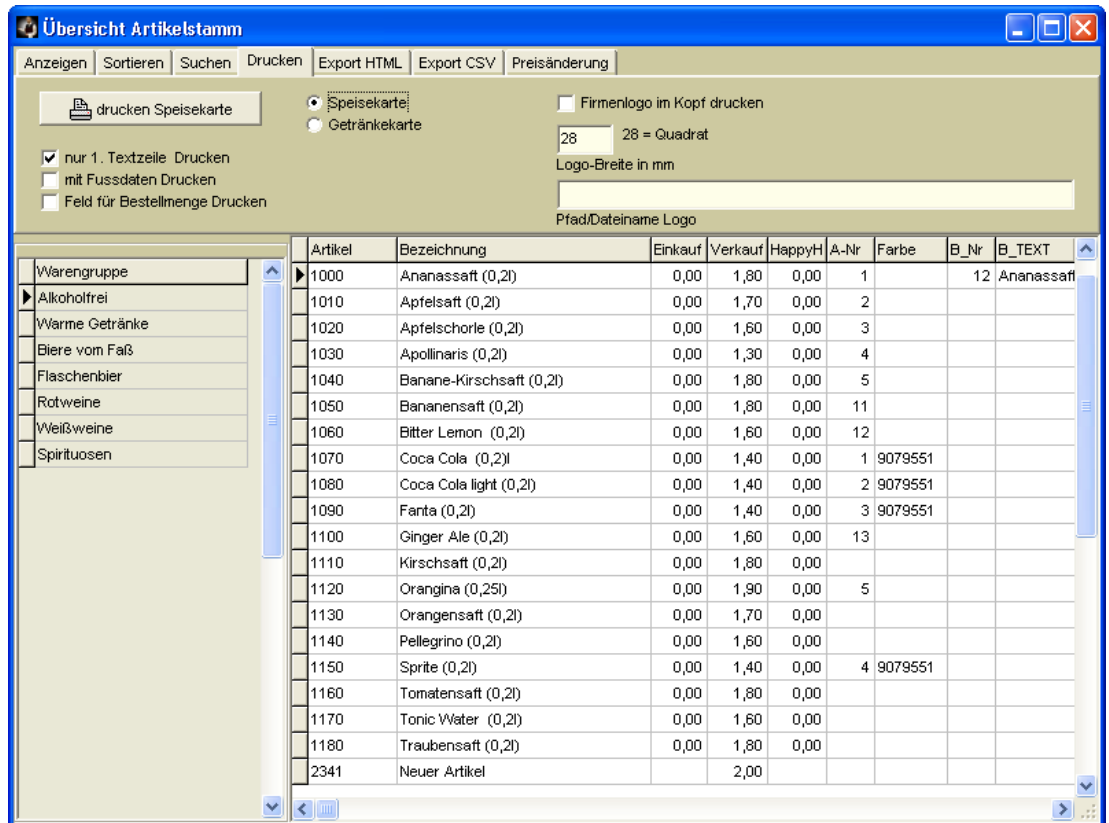 Übersicht Artikelstamm
Anzeigen Sortieren Suchen Drucken Export HTML Export CSV Preisänderung
drucken Speisekarte
Speisekarte
Getränkekarte
Firmenlogo im Kopf drucken
28 28 = Quadrat
Logo-Breite in mm
nur 1. Textzeile Drucken
mit Fussdaten Drucken
Feld für Bestellmenge Drucken
Pfad/Dateiname Logo
Warengruppe
Alkoholfrei
Warme Getränke
Biere vom Faß
Flaschenbier
Rotweine
Weißweine
Spirituosen
Artikel Bezeichnung Einkauf Verkauf HappyH A-Nr Farbe B_Nr B_TEXT
1000 Ananassaft (0,2l) 0,00 1,80 0,00 1 12 Ananassaft
1010 Apfelsaft (0,2l) 0,00 1,70 0,00 2
1020 Apfelschorle (0,2l) 0,00 1,60 0,00 3
1030 Apollinaris (0,2l) 0,00 1,30 0,00 4
1040 Banane-Kirschsaft (0,2l) 0,00 1,80 0,00 5
1050 Bananensaft (0,2l) 0,00 1,80 0,00 11
1060 Bitter Lemon (0,2l) 0,00 1,60 0,00 12
1070 Coca Cola (0,2)l 0,00 1,40 0,00 1 9079551
1080 Coca Cola light (0,2l) 0,00 1,40 0,00 2 9079551
1090 Fanta (0,2l) 0,00 1,40 0,00 3 9079551
1100 Ginger Ale (0,2l) 0,00 1,60 0,00 13
1110 Kirschsaft (0,2l) 0,00 1,80 0,00
1120 Orangina (0,25l) 0,00 1,90 0,00 5
1130 Orangensaft (0,2l) 0,00 1,70 0,00
1140 Pellegrino (0,2l) 0,00 1,60 0,00
1150 Sprite (0,2l) 0,00 1,40 0,00 4 9079551
1160 Tomatensaft (0,2l) 0,00 1,80 0,00
1170 Tonic Water (0,2l) 0,00 1,60 0,00
1180 Traubensaft (0,2l) 0,00 1,80 0,00
2341 Neuer Artikel 2,00